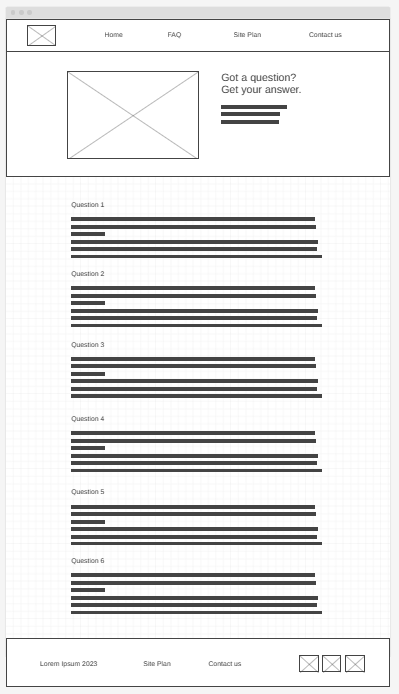 Home FAQ Site Plan Contact us
Got a question?
Get your answer.
Question 1
Question 2
Question 3
Question 4
Question 5
Question 6
Lorem Ipsum 2023 Site Plan Contact us